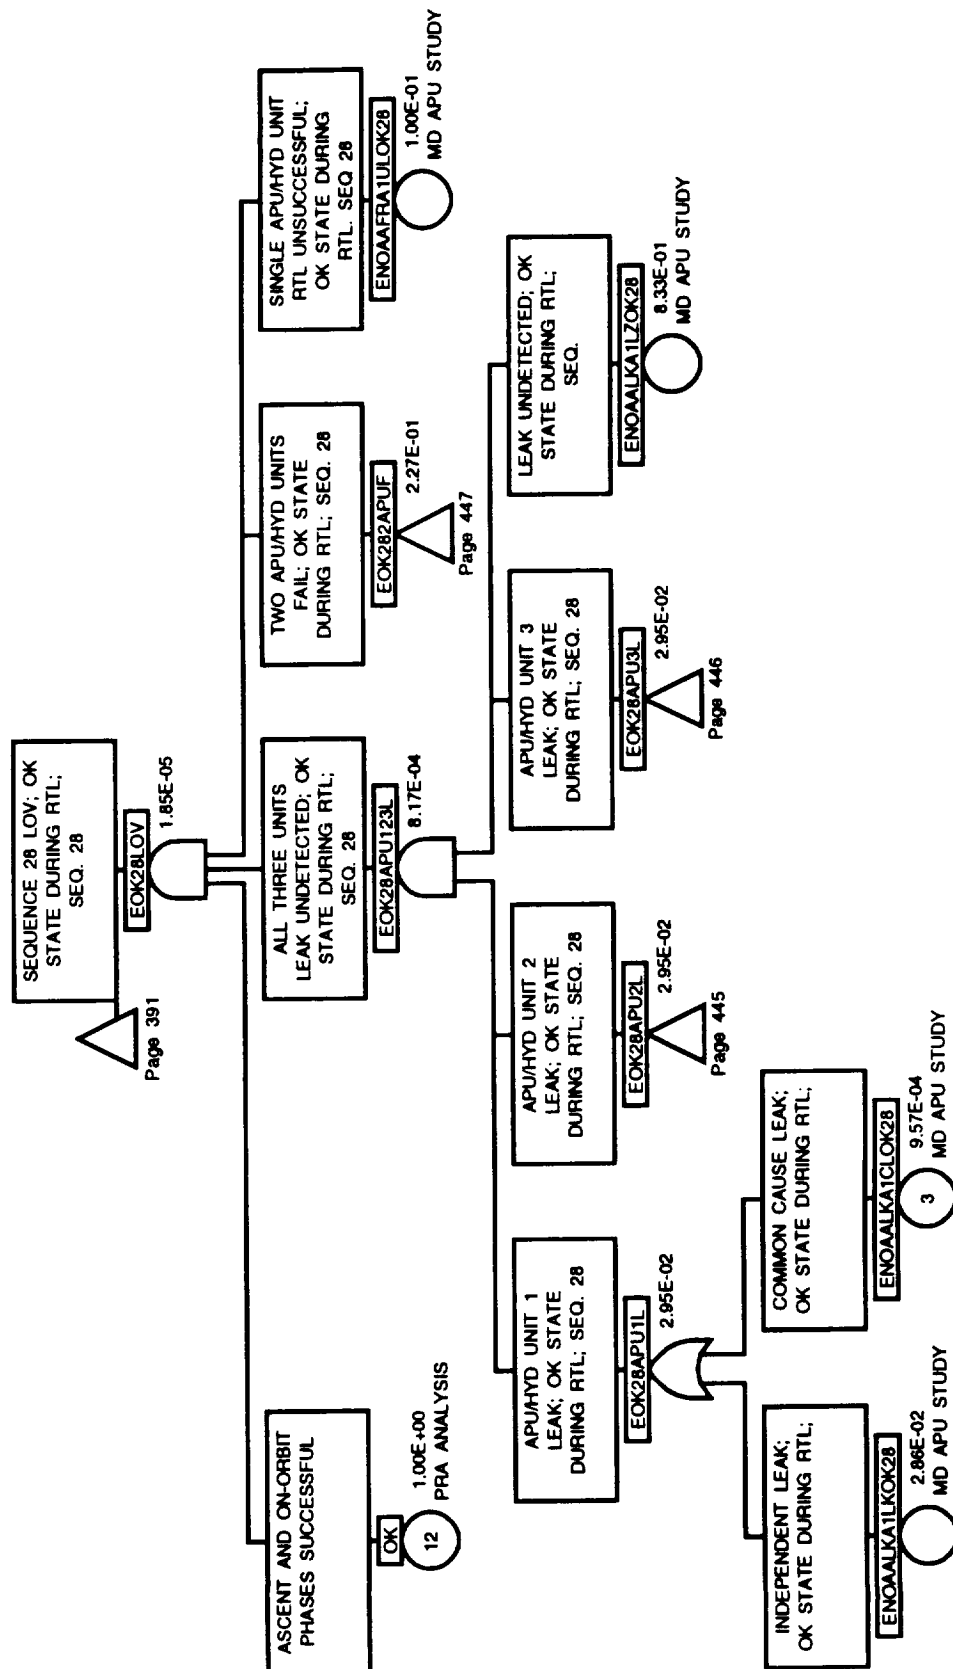 SEQUENCE 28 LOV; OK
STATE DURING RTL;
SEQ. 28
EOK28LOV
1.85E-05
Page 391
ASCENT AND ON-ORBIT
PHASES SUCCESSFUL
OK
12
1.00E+00
PRA ANALYSIS
ALL THREE UNITS
LEAK UNDETECTED; OK
STATE DURING RTL;
SEQ. 28
EOK28APU123L
8.17E-04
TWO APU/HYD UNITS
FAIL; OK STATE
DURING RTL; SEQ. 28
EOK282APUF
2.27E-01
Page 447
SINGLE APU/HYD UNIT
RTL UNSUCCESSFUL;
OK STATE DURING
RTL. SEQ 28
ENOAAFRA1ULOK28
1.00E-01
MD APU STUDY
APU/HYD UNIT 1
LEAK; OK STATE
DURING RTL; SEQ. 28
EOK28APU1L
2.95E-02
APU/HYD UNIT 2
LEAK; OK STATE
DURING RTL; SEQ. 28
EOK28APU2L
2.95E-02
Page 445
APU/HYD UNIT 3
LEAK; OK STATE
DURING RTL; SEQ. 28
EOK28APU3L
2.95E-02
Page 446
LEAK UNDETECTED; OK
STATE DURING RTL;
SEQ.
ENOAALKA1LZOK28
8.33E-01
MD APU STUDY
INDEPENDENT LEAK;
OK STATE DURING RTL;
ENOAALKA1LKOK28
2.86E-02
MD APU STUDY
COMMON CAUSE LEAK;
OK STATE DURING RTL;
ENOAALKA1CLOK28
3
9.57E-04
MD APU STUDY